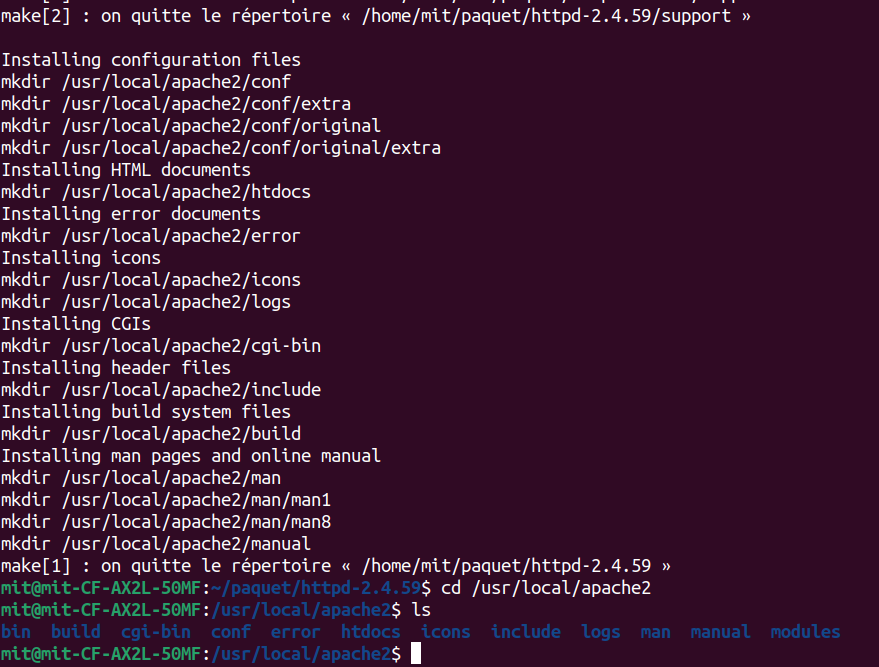 make[2] : on quitte le répertoire « /home/mit/paquet/httpd-2.4.59/support »
Installing configuration files
mkdir /usr/local/apache2/conf
mkdir /usr/local/apache2/conf/extra
mkdir /usr/local/apache2/conf/original
mkdir /usr/local/apache2/conf/original/extra
Installing HTML documents
mkdir /usr/local/apache2/htdocs
Installing error documents
mkdir /usr/local/apache2/error
Installing icons
mkdir /usr/local/apache2/icons
mkdir /usr/local/apache2/logs
Installing CGIs
mkdir /usr/local/apache2/cgi-bin
Installing header files
mkdir /usr/local/apache2/include
Installing build system files
mkdir /usr/local/apache2/build
Installing man pages and online manual
mkdir /usr/local/apache2/man
mkdir /usr/local/apache2/man/man1
mkdir /usr/local/apache2/man/man8
mkdir /usr/local/apache2/manual
make[1] : on quitte le répertoire « /home/mit/paquet/httpd-2.4.59 »
mit@mit-CF-AX2L-50MF:~/paquet/httpd-2.4.59$ cd /usr/local/apache2
mit@mit-CF-AX2L-50MF:/usr/local/apache2$ ls
bin build cgi-bin conf error htdocs icons include logs man manual modules
mit@mit-CF-AX2L-50MF:/usr/local/apache2$